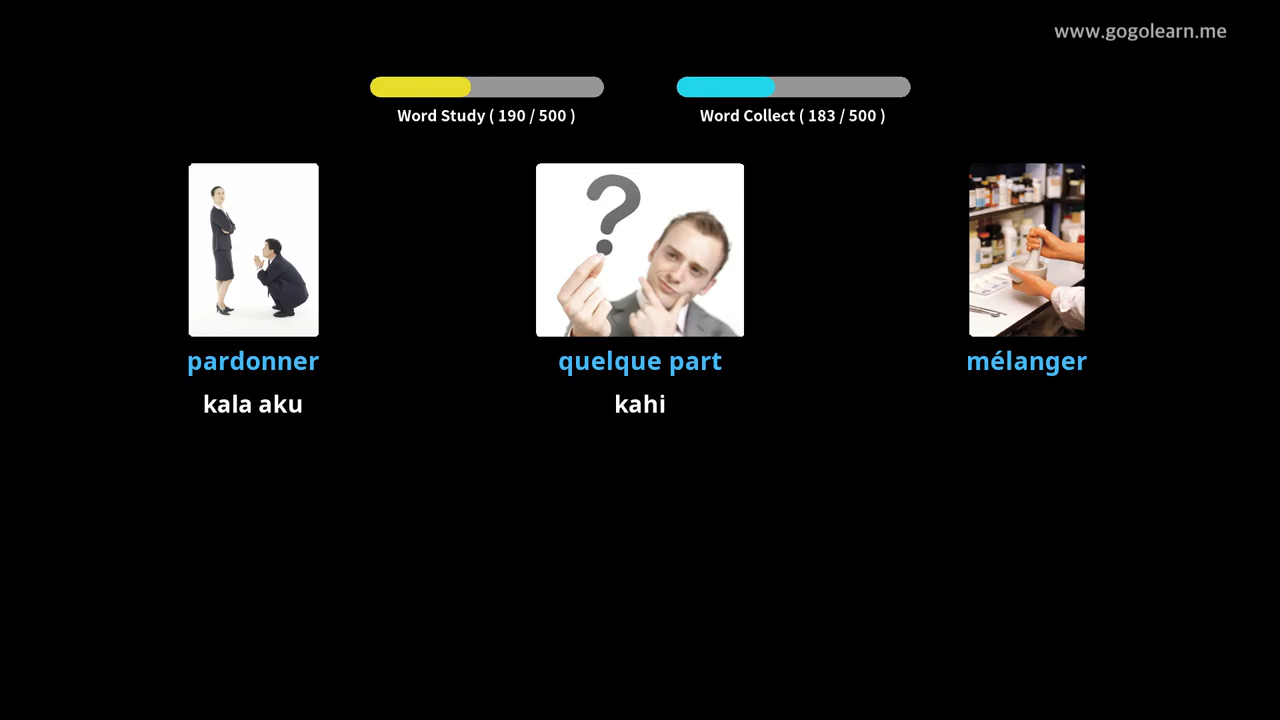 www.gogolearn.me
Word Study ( 190 / 500 )
Word Collect ( 183 / 500 )
pardonner
quelque part
mélanger
kala aku
kahi